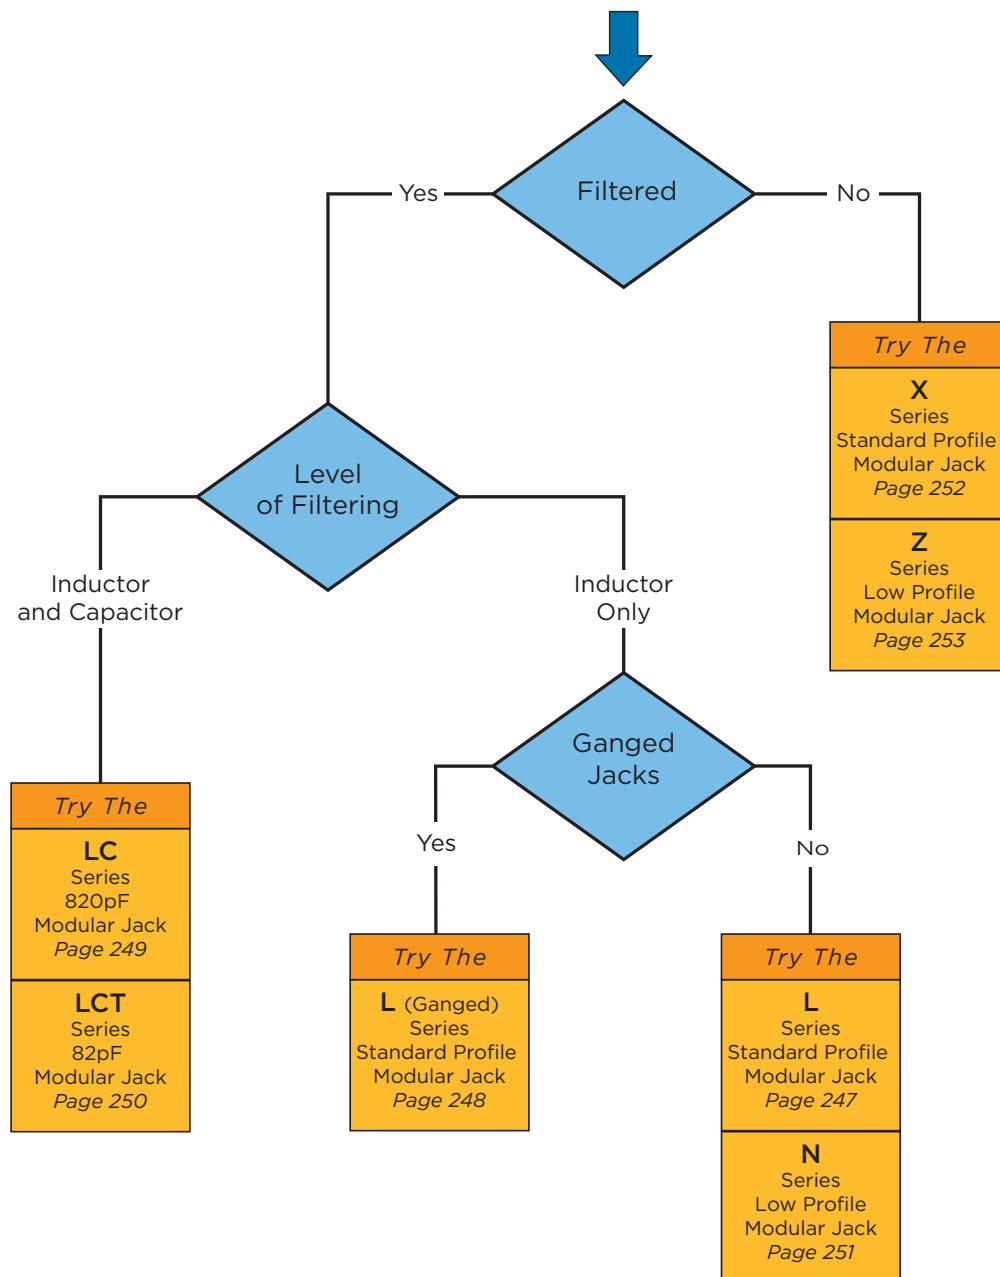 Filtered
Yes
No
Try The
X
Series
Standard Profile
Modular Jack
Page 252
Z
Series
Low Profile
Modular Jack
Page 253
Level
of Filtering
Inductor
and Capacitor
Inductor
Only
Ganged
Jacks
Yes
No
Try The
LC
Series
820pF
Modular Jack
Page 249
LCT
Series
82pF
Modular Jack
Page 250
Try The
L (Ganged)
Series
Standard Profile
Modular Jack
Page 248
Try The
L
Series
Standard Profile
Modular Jack
Page 247
N
Series
Low Profile
Modular Jack
Page 251